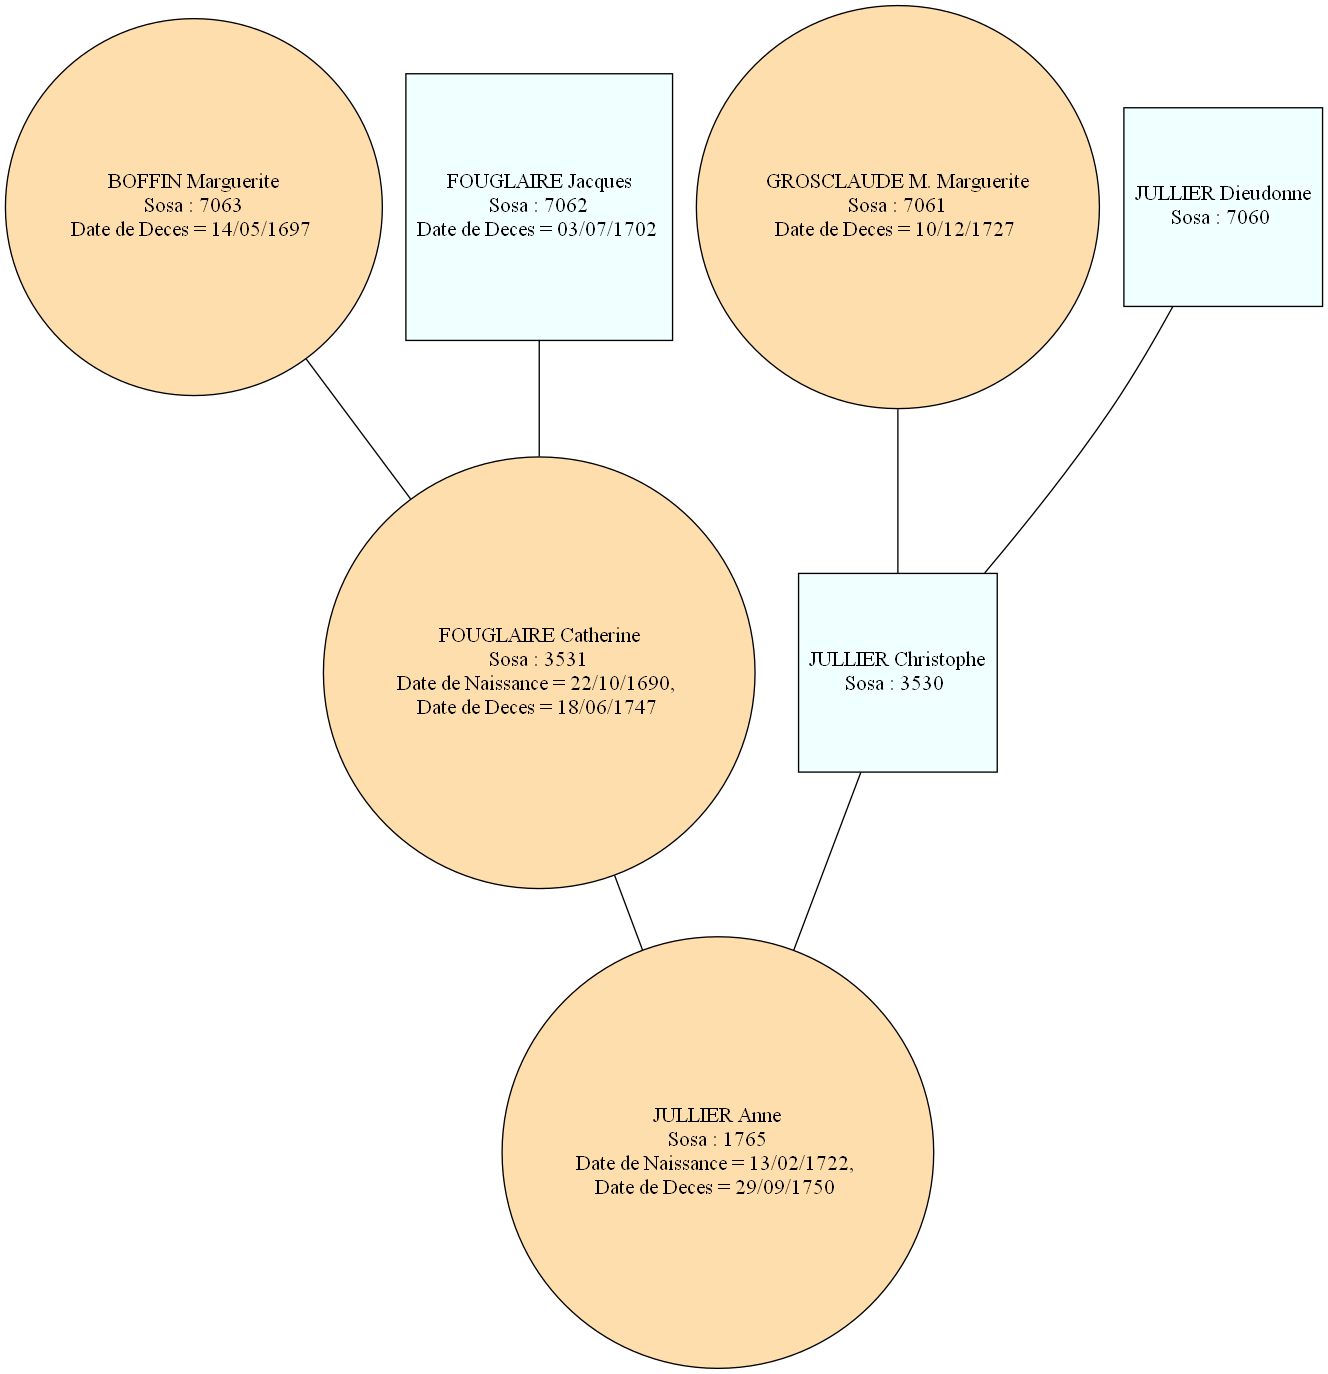 BOFFIN Marguerite
Sosa : 7063
Date de Deces = 14/05/1697
FOUGLAIRE Jacques
Sosa : 7062
Date de Deces = 03/07/1702
GROSCLAUDE M. Marguerite
Sosa : 7061
Date de Deces = 10/12/1727
JULLIER Dieudonne
Sosa : 7060
FOUGLAIRE Catherine
Sosa : 3531
Date de Naissance = 22/10/1690,
Date de Deces = 18/06/1747
JULLIER Christophe
Sosa : 3530
JULLIER Anne
Sosa : 1765
Date de Naissance = 13/02/1722,
Date de Deces = 29/09/1750